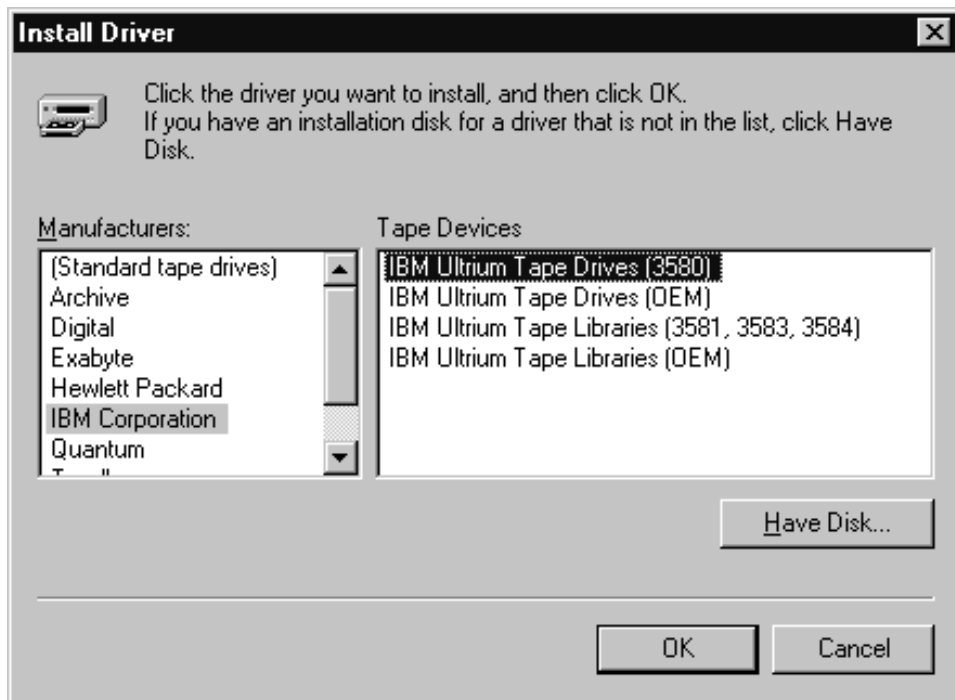 Install Driver
Click the driver you want to install, and then click OK.
If you have an installation disk for a driver that is not in the list, click Have
Disk.
Manufacturers:
(Standard tape drives)
Archive
Digital
Exabyte
Hewlett Packard
IBM Corporation
Quantum
Tape Devices
IBM Ultrium Tape Drives (3580)
IBM Ultrium Tape Drives (OEM)
IBM Ultrium Tape Libraries (3581, 3583, 3584)
IBM Ultrium Tape Libraries (OEM)
Have Disk...
OK
Cancel